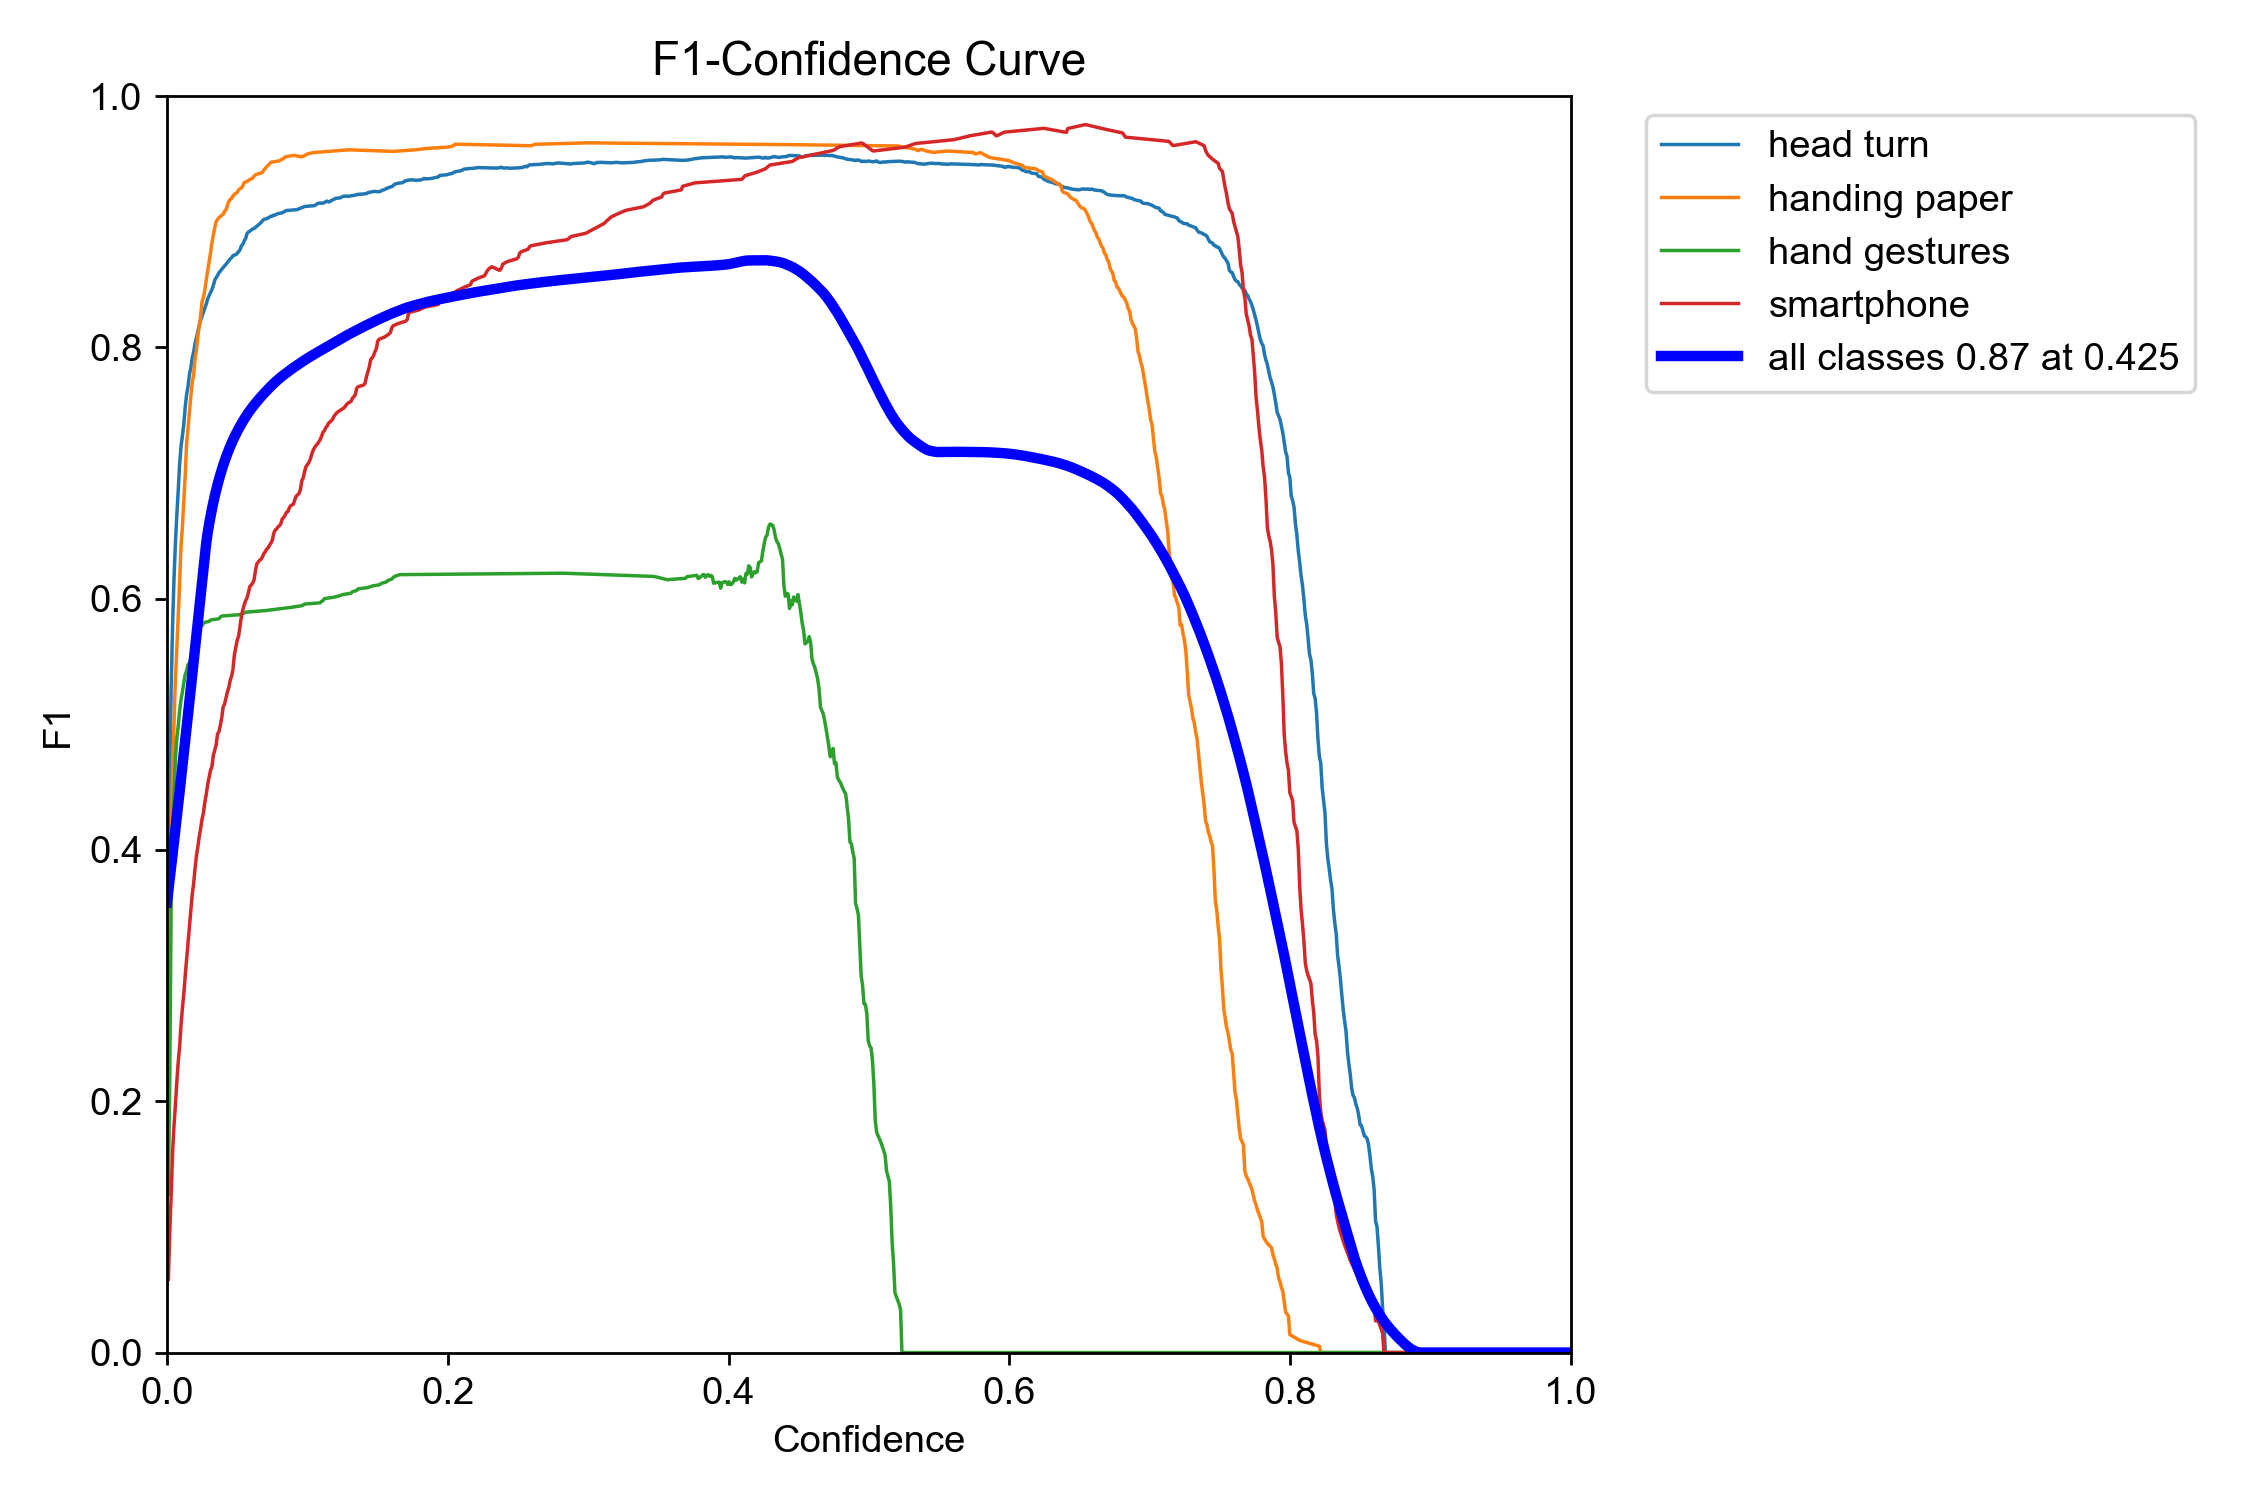 F1-Confidence Curve
1.0
0.8
0.6
0.4
0.2
0.0
F1
0.0 0.2 0.4 0.6 0.8 1.0
Confidence
head turn
handing paper
hand gestures
smartphone
all classes 0.87 at 0.425